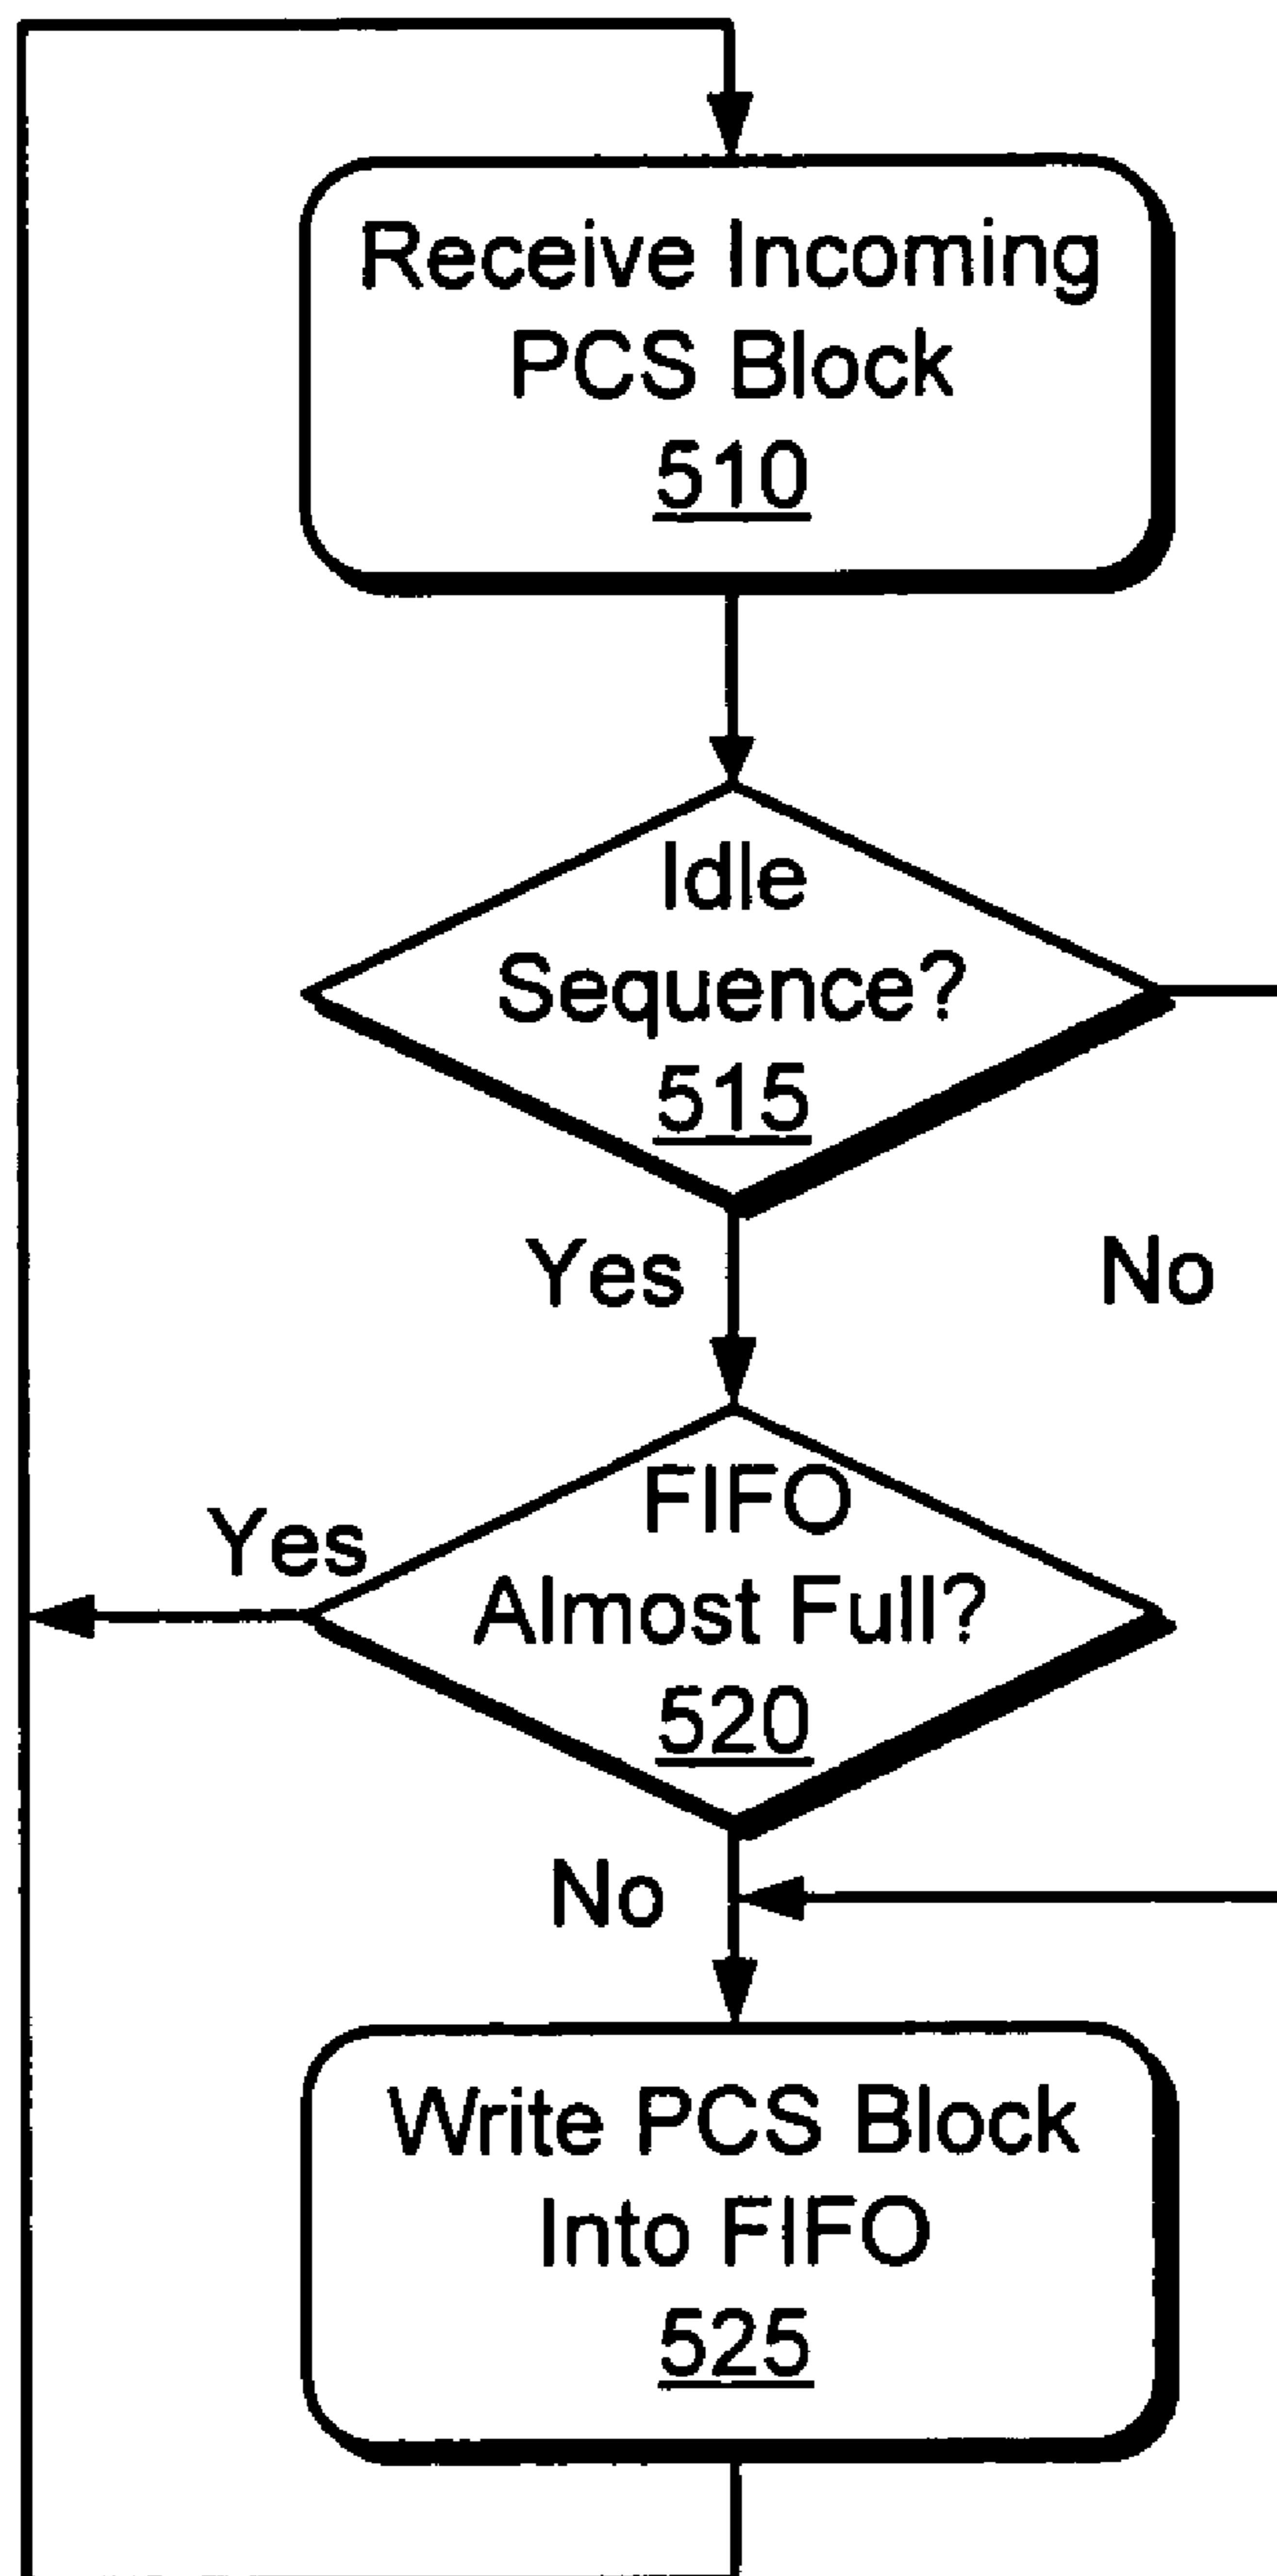 Receive Incoming
PCS Block
510
Idle
Sequence?
515
Yes
No
FIFO
Almost Full?
520
Yes
No
Write PCS Block
Into FIFO
525